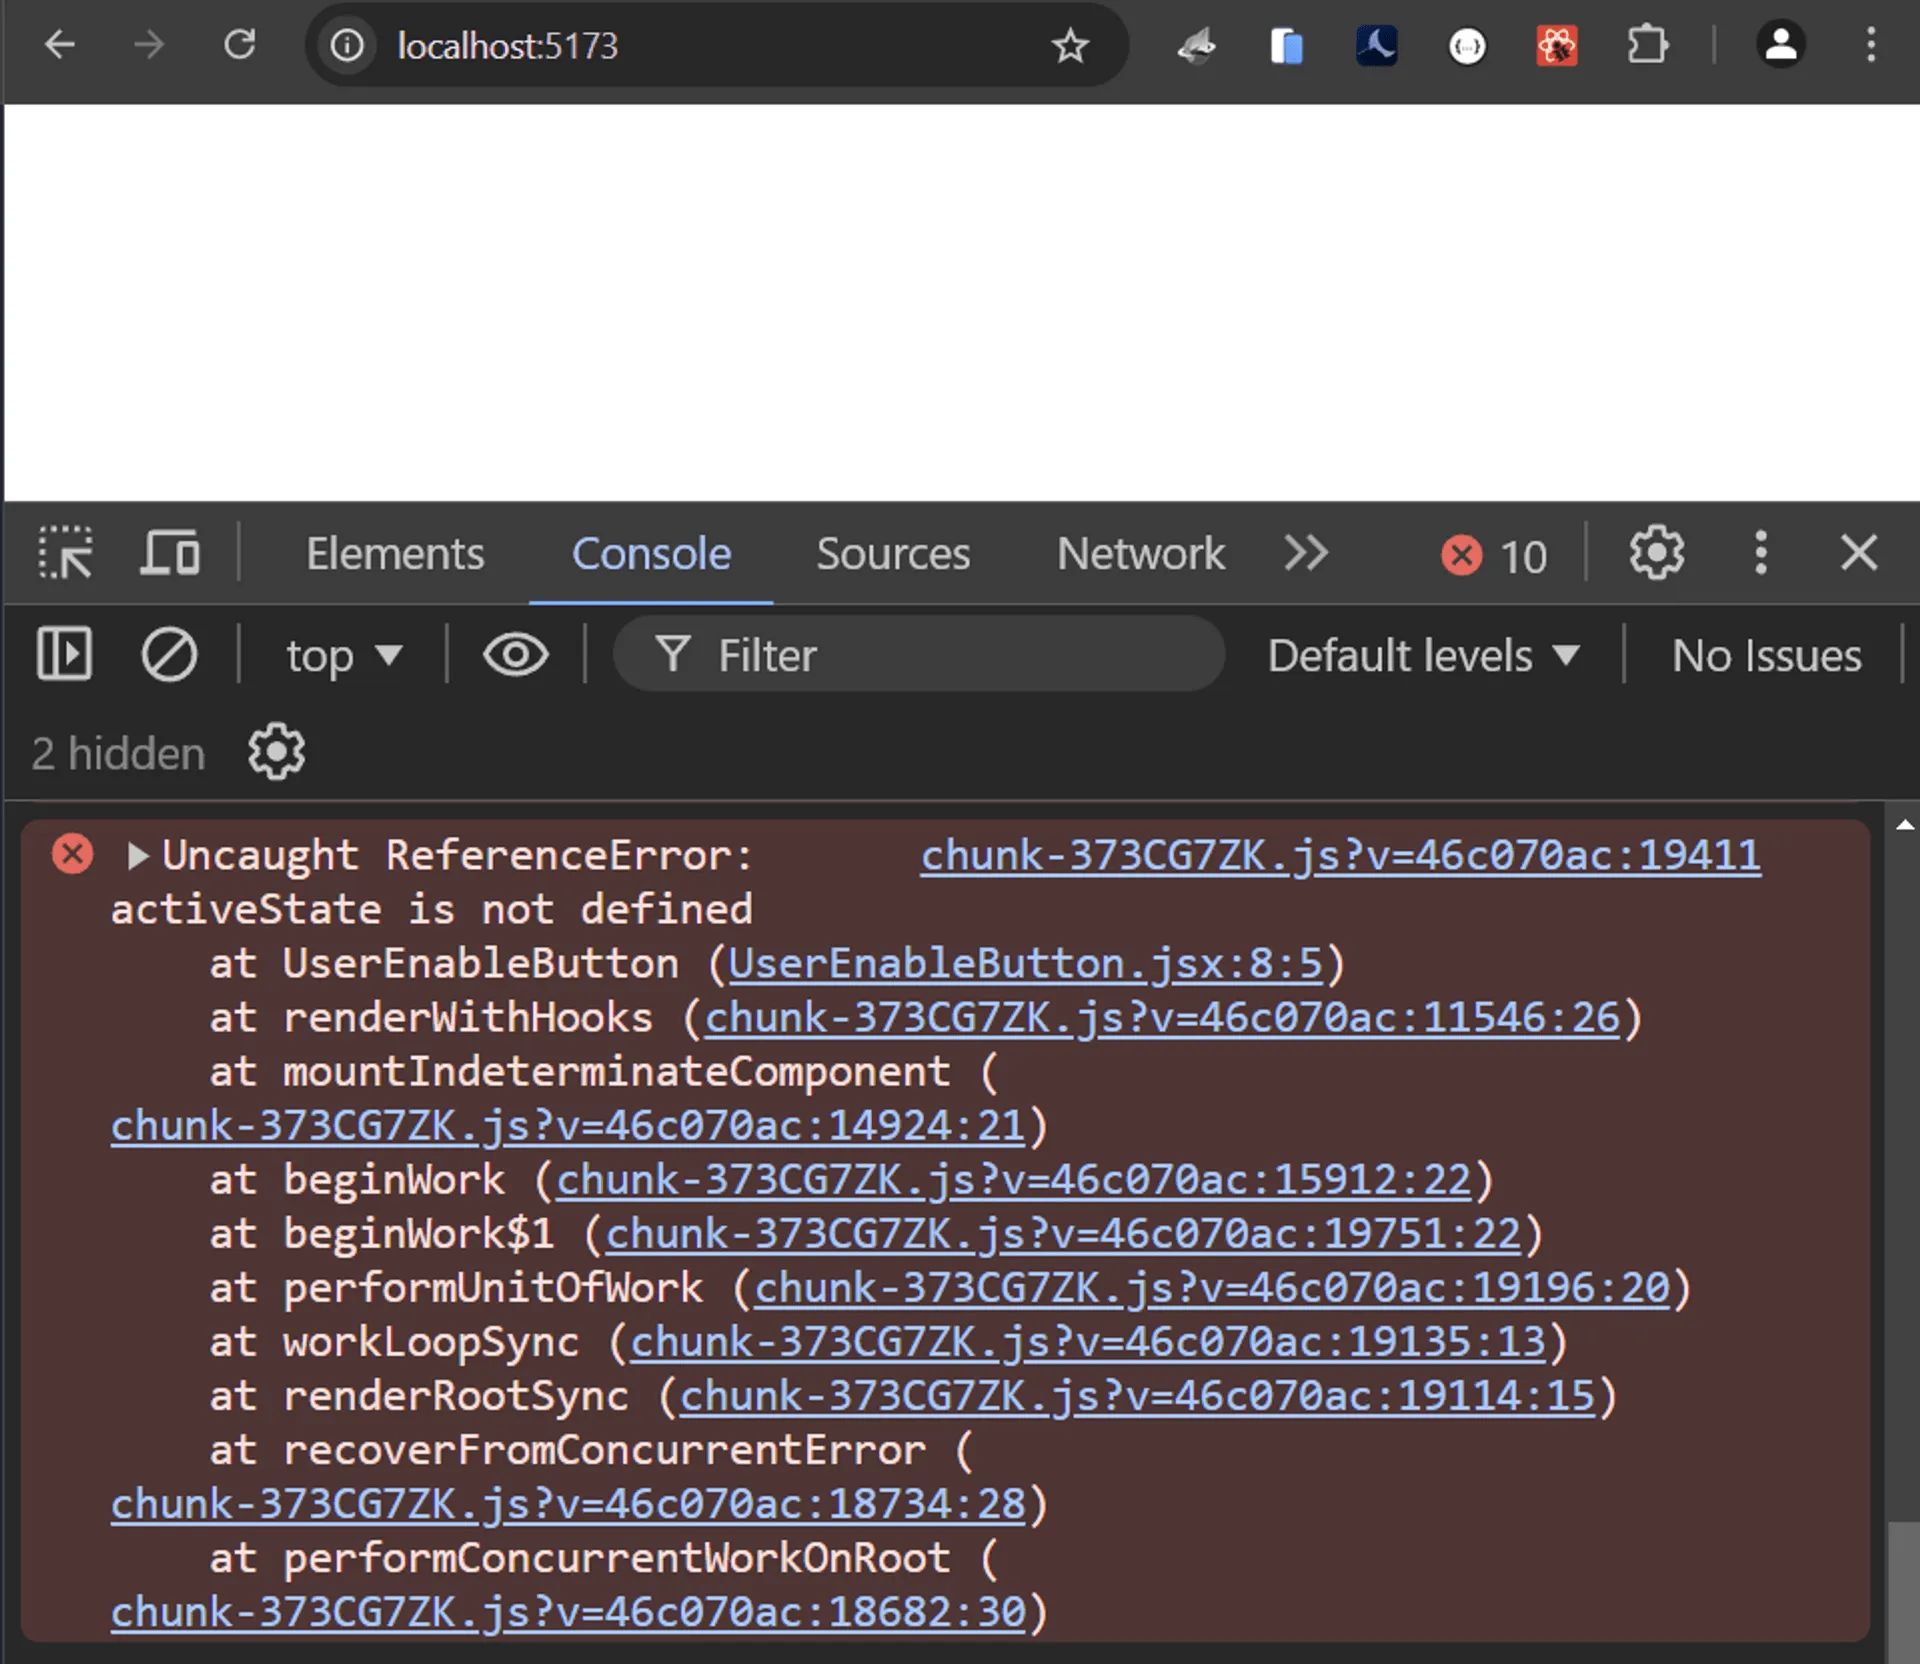 localhost:5173
Elements Console Sources Network 10
top Filter Default levels No Issues
2 hidden
Uncaught ReferenceError: chunk-373CG7ZK.js?v=46c070ac:19411
activeState is not defined
at UserEnableButton (UserEnableButton.jsx:8:5)
at renderWithHooks (chunk-373CG7ZK.js?v=46c070ac:11546:26)
at mountIndeterminateComponent (
chunk-373CG7ZK.js?v=46c070ac:14924:21)
at beginWork (chunk-373CG7ZK.js?v=46c070ac:15912:22)
at beginWork$1 (chunk-373CG7ZK.js?v=46c070ac:19751:22)
at performUnitOfWork (chunk-373CG7ZK.js?v=46c070ac:19196:20)
at workLoopSync (chunk-373CG7ZK.js?v=46c070ac:19135:13)
at renderRootSync (chunk-373CG7ZK.js?v=46c070ac:19114:15)
at recoverFromConcurrentError (
chunk-373CG7ZK.js?v=46c070ac:18734:28)
at performConcurrentWorkOnRoot (
chunk-373CG7ZK.js?v=46c070ac:18682:30)